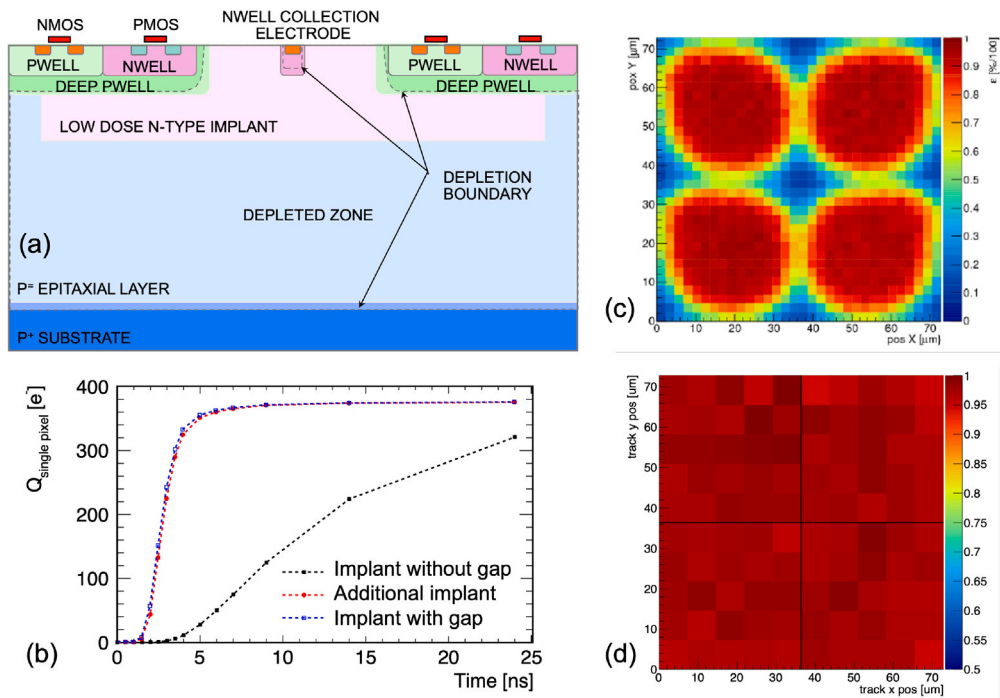 NMOS
PMOS
NWELL COLLECTION
ELECTRODE
PWELL
NWELL
PWELL
NWELL
DEEP PWELL
DEEP PWELL
LOW DOSE N-TYPE IMPLANT
DEPLETION
BOUNDARY
DEPLETED ZONE
(a)
P= EPITAXIAL LAYER
P+ SUBSTRATE
pox Y [μm]
70
60
50
40
30
20
10
0
0 10 20 30 40 50 60 70
pos X [μm]
1
0.9
0.8
0.7
0.6
0.5
0.4
0.3
0.2
0.1
0
ε [%/100]
(c)
Q single pixel [e-]
400
300
200
100
0
0 5 10 15 20 25
Time [ns]
Implant without gap
Additional implant
Implant with gap
(b)
track y pos [um]
70
60
50
40
30
20
10
0
0 10 20 30 40 50 60 70
track x pos [um]
1
0.95
0.9
0.85
0.8
0.75
0.7
0.65
0.6
0.55
0.5
(d)